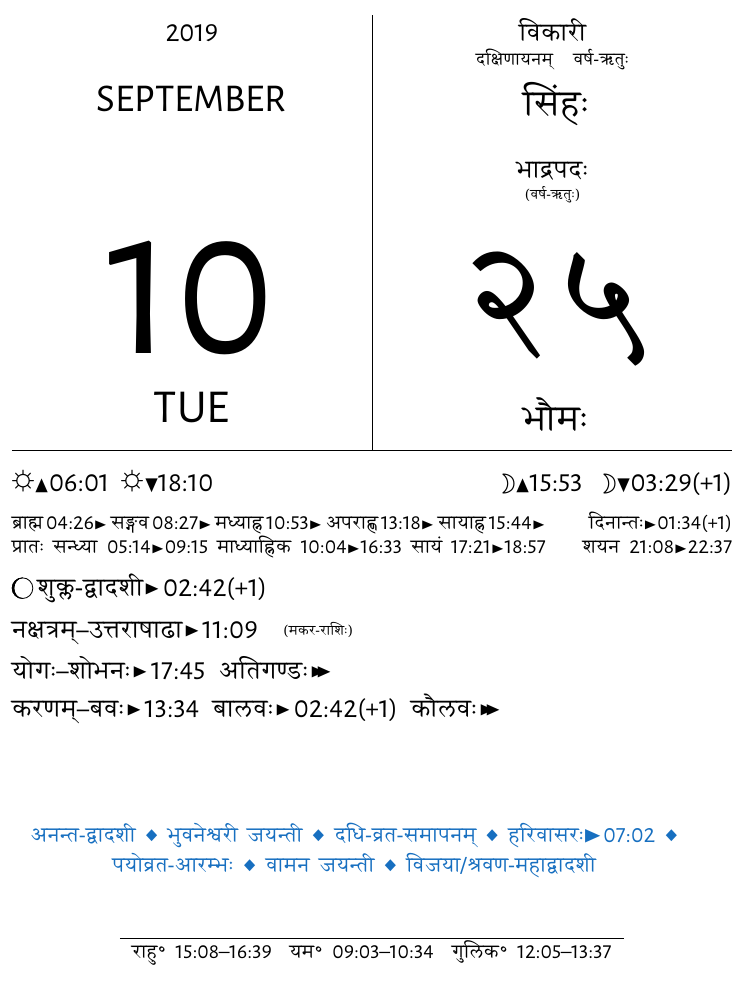 2019
SEPTEMBER
10
TUE
विकारी
दक्षिणायनम् वर्ष-ऋतुः
सिंहः
भाद्रपदः
(वर्ष-ऋतुः)
२५
भौमः
☼▲06:01 ☼▼18:10 ☽▲15:53 ☽▼03:29(+1)
ब्राह्म 04:26► सङ्गव 08:27► मध्याह्न 10:53► अपराह्ण 13:18► सायाह्न 15:44► दिनान्तः►01:34(+1)
प्रातः सन्ध्या 05:14►09:15 माध्याह्निक 10:04►16:33 सायं 17:21►18:57 शयन 21:08►22:37
शुक्ल-द्वादशी► 02:42(+1)
नक्षत्रम्–उत्तराषाढा►11:09 (मकर-राशिः)
योगः–शोभनः►17:45 अतिगण्डः►►
करणम्–बवः►13:34 बालवः►02:42(+1) कौलवः►►
अनन्त-द्वादशी ◆ भुवनेश्वरी जयन्ती ◆ दधि-व्रत-समापनम् ◆ हरिवासरः►07:02 ◆
पयोव्रत-आरम्भः ◆ वामन जयन्ती ◆ विजया/श्रवण-महाद्वादशी
राहु॰ 15:08–16:39 यम॰ 09:03–10:34 गुलिक॰ 12:05–13:37